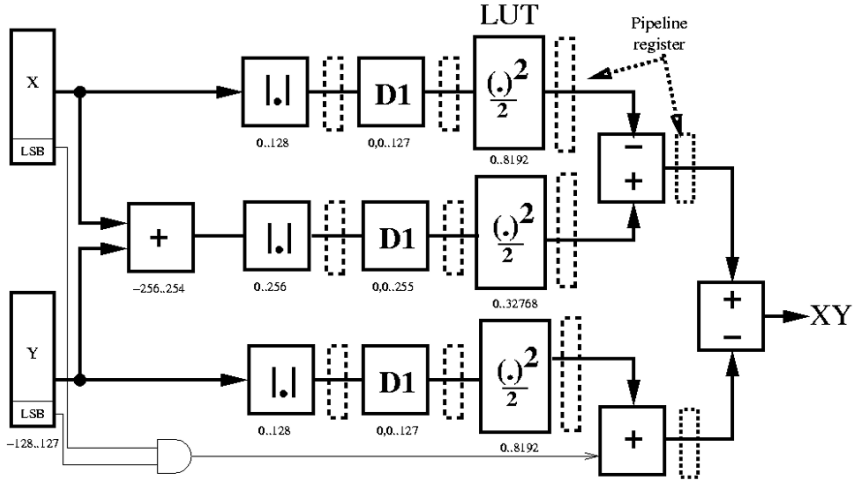 LUT
Pipeline
register
X
LSB
|.|
0..128
D1
0,0..127
(.)2
2
0..8192
−
+
+
−256..254
|.|
0..256
D1
0,0..255
(.)2
2
0..32768
+
−
XY
Y
LSB
−128..127
|.|
0..128
D1
0,0..127
(.)2
2
0..8192
+